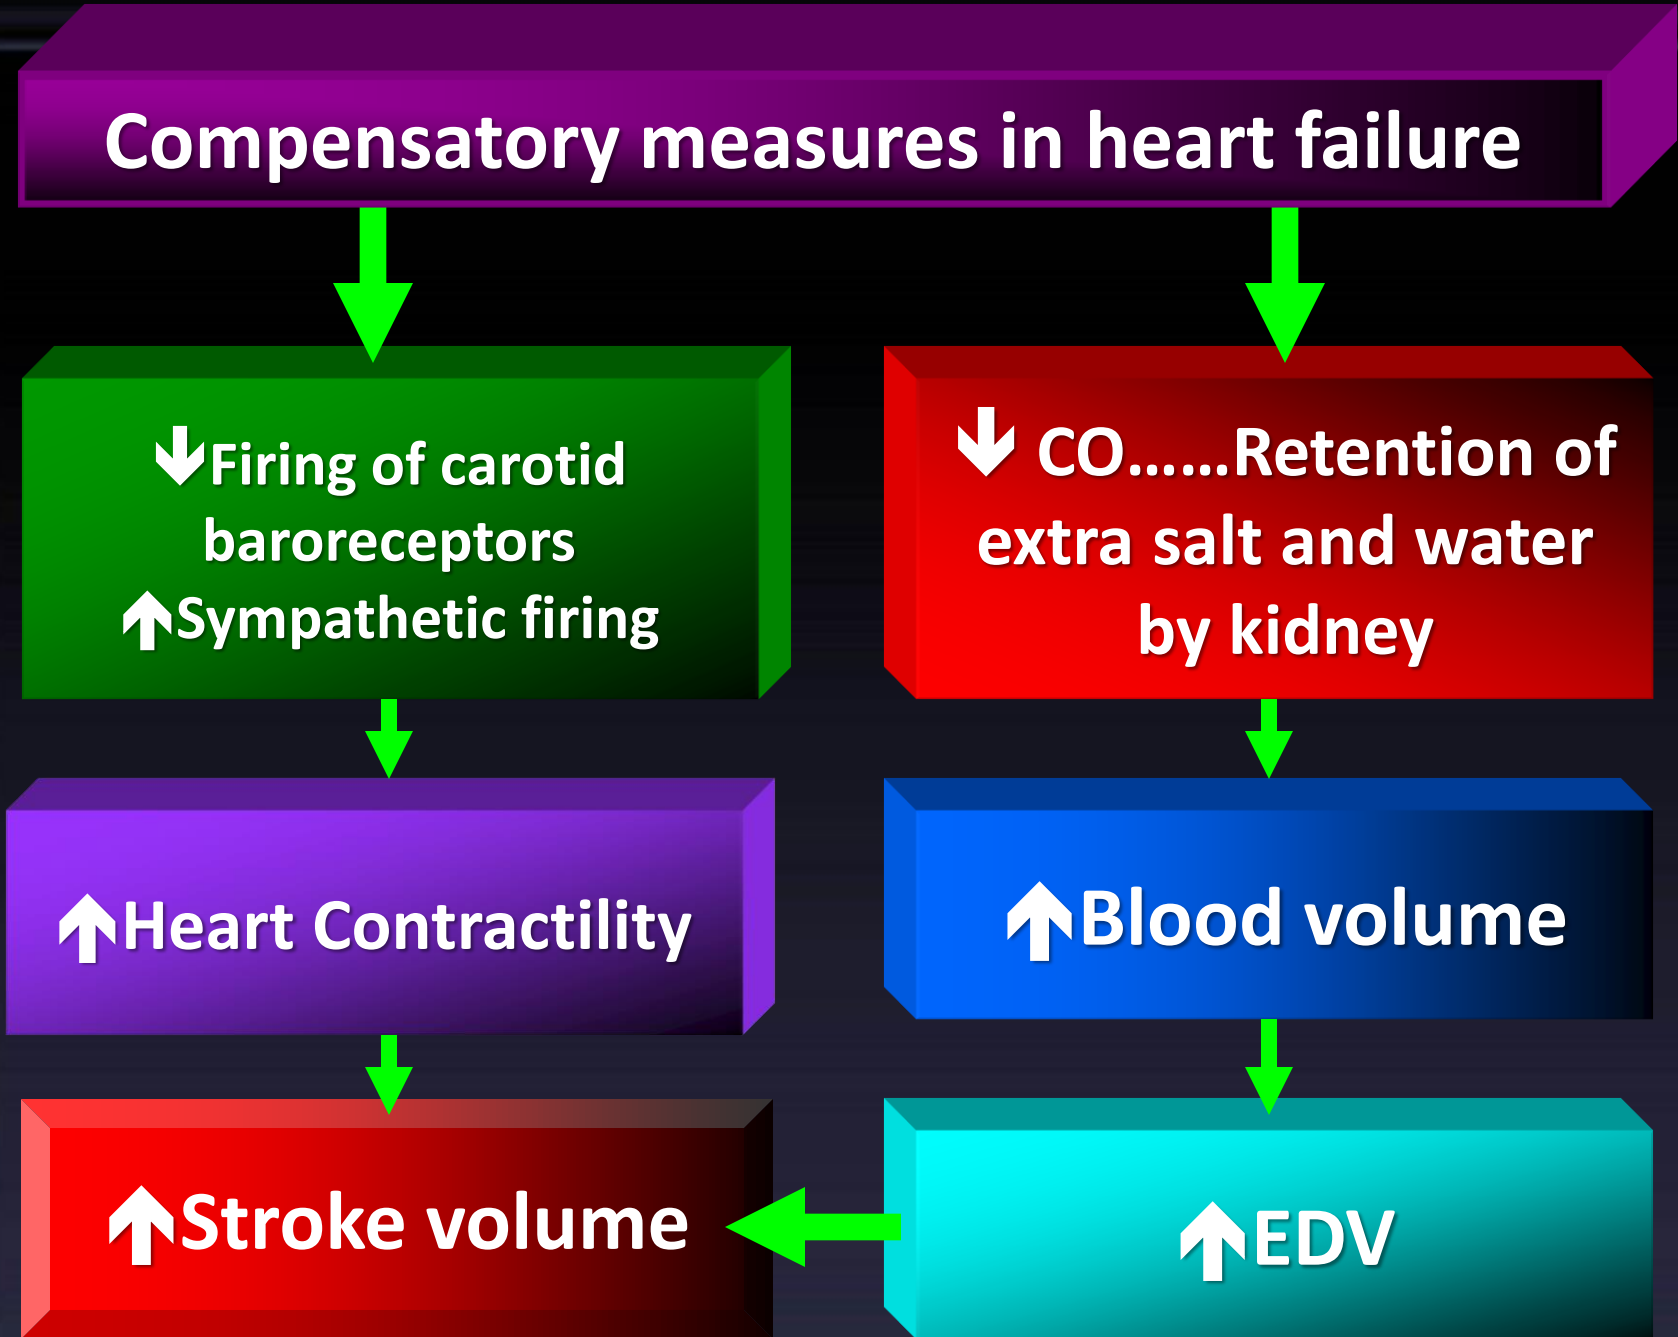 Compensatory measures in heart failure
🡫Firing of carotid
baroreceptors
🡩Sympathetic firing
🡫 CO......Retention of
extra salt and water
by kidney
🡩Heart Contractility
🡩Blood volume
🡩Stroke volume
🡩EDV